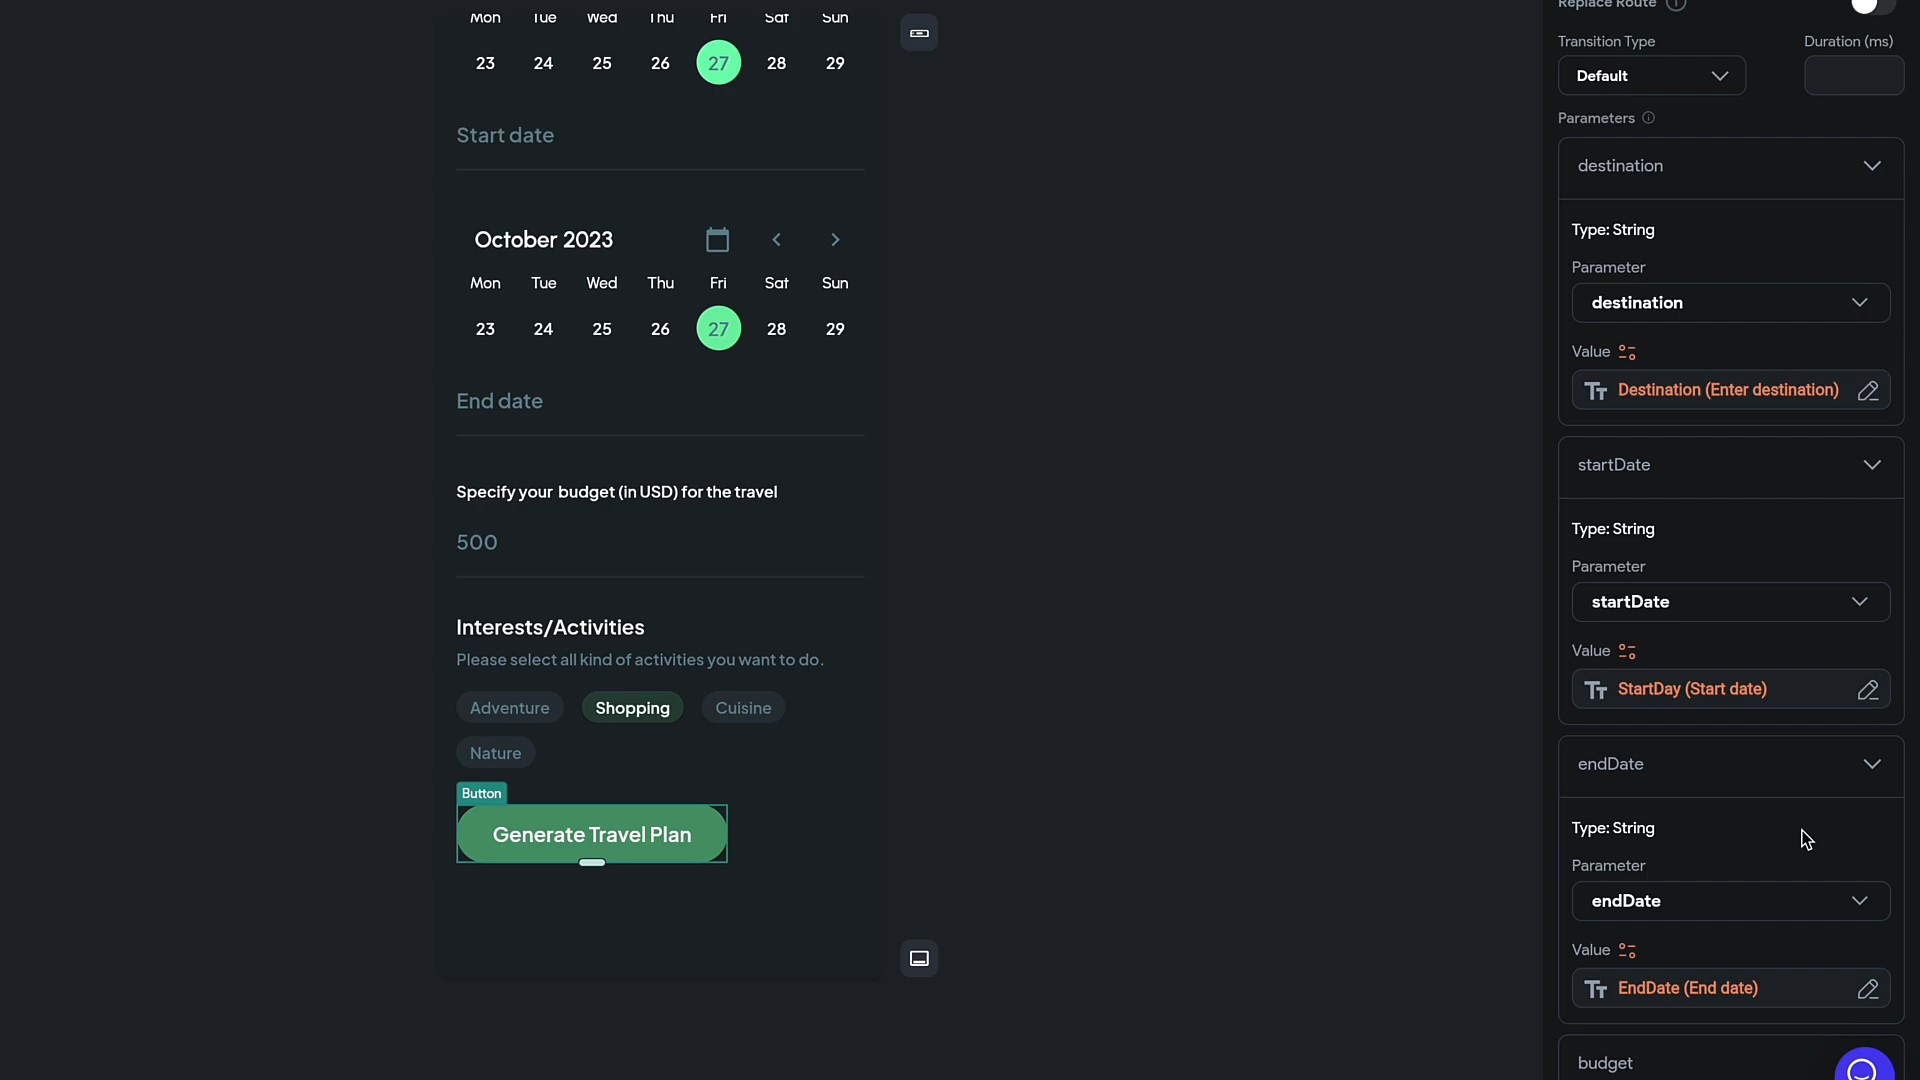 Mon Tue Wed Thu Fri Sat Sun
23 24 25 26 27 28 29
Start date
October 2023
Mon Tue Wed Thu Fri Sat Sun
23 24 25 26 27 28 29
End date
Specify your budget (in USD) for the travel
500
Interests/Activities
Please select all kind of activities you want to do.
Adventure Shopping Cuisine
Nature
Button
Generate Travel Plan
Replace Route
Transition Type Duration (ms)
Default
Parameters
destination
Type: String
Parameter
destination
Value
Destination (Enter destination)
startDate
Type: String
Parameter
startDate
Value
StartDay (Start date)
endDate
Type: String
Parameter
endDate
Value
EndDate (End date)
budget